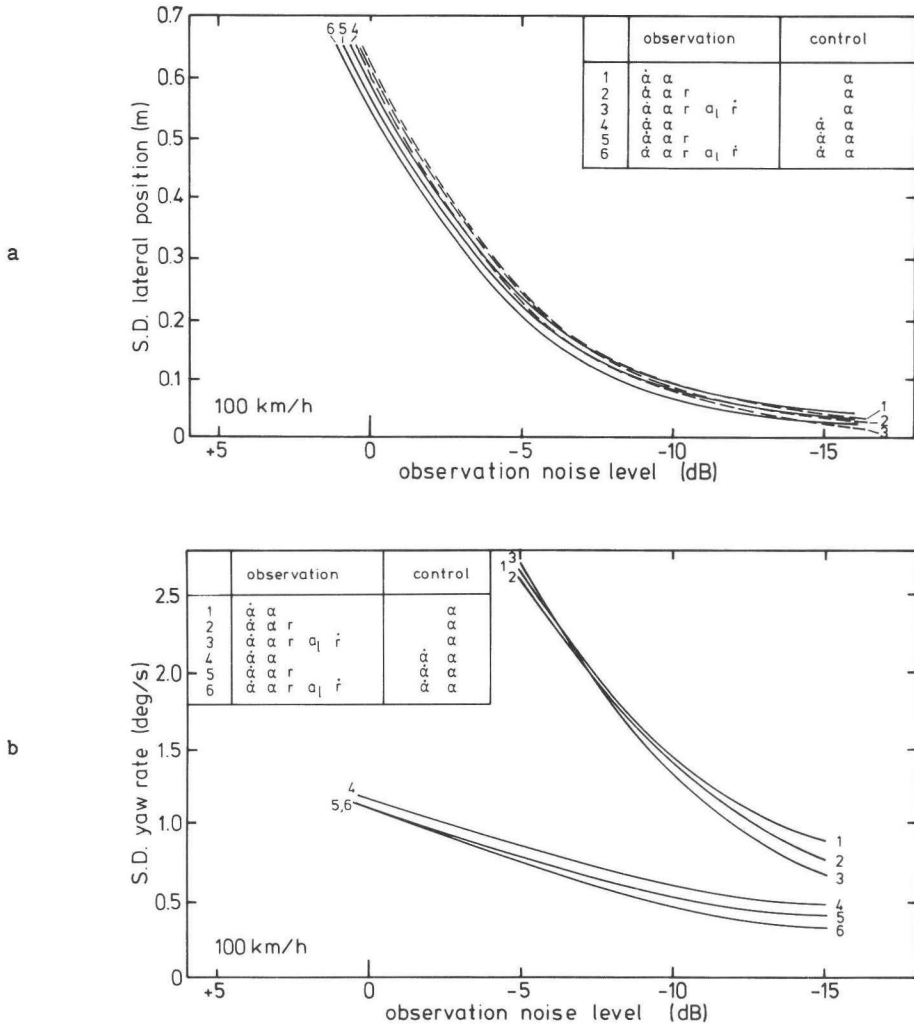 a
S.D. lateral position (m)
0.7
0.6
0.5
0.4
0.3
0.2
0.1
0
6 5 4
observation control
1 α̇ α α
2 α̇ α r α
3 α̇ α r aₗ ṙ α
4 α̇ α α̇ α
5 α̇ α r α̇ α
6 α̇ α r aₗ ṙ α̇ α
1
2
3
100 km/h
+5 0 -5 -10 -15
observation noise level (dB)
b
S.D. yaw rate (deg/s)
2.5
2.0
1.5
1.0
0.5
0
observation control
1 α̇ α α
2 α̇ α r α
3 α̇ α r aₗ ṙ α
4 α̇ α α̇ α
5 α̇ α r α̇ α
6 α̇ α r aₗ ṙ α̇ α
3
1
2
4
5,6
1
2
3
4
5
6
100 km/h
+5 0 -5 -10 -15
observation noise level (dB)